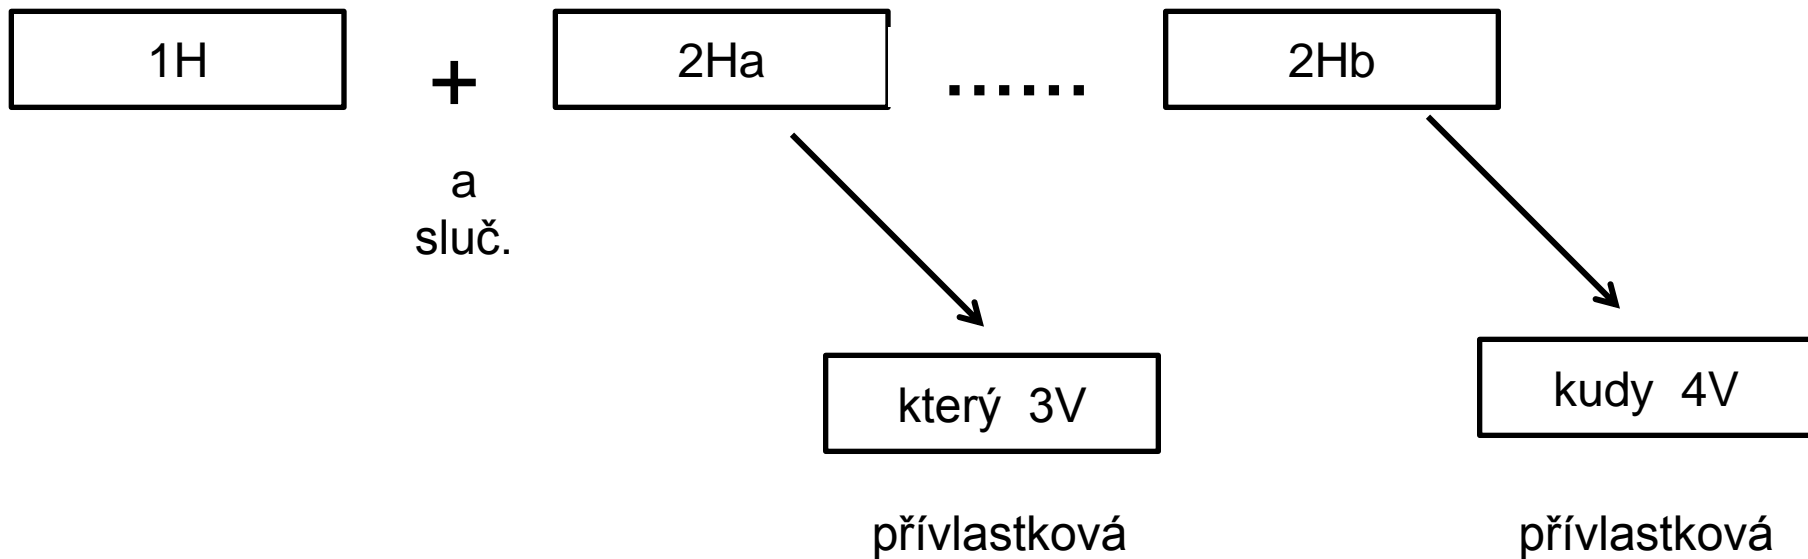 1H
+
2Ha
......
2Hb
a
sluč.
který 3V
kudy 4V
přívlastková
přívlastková